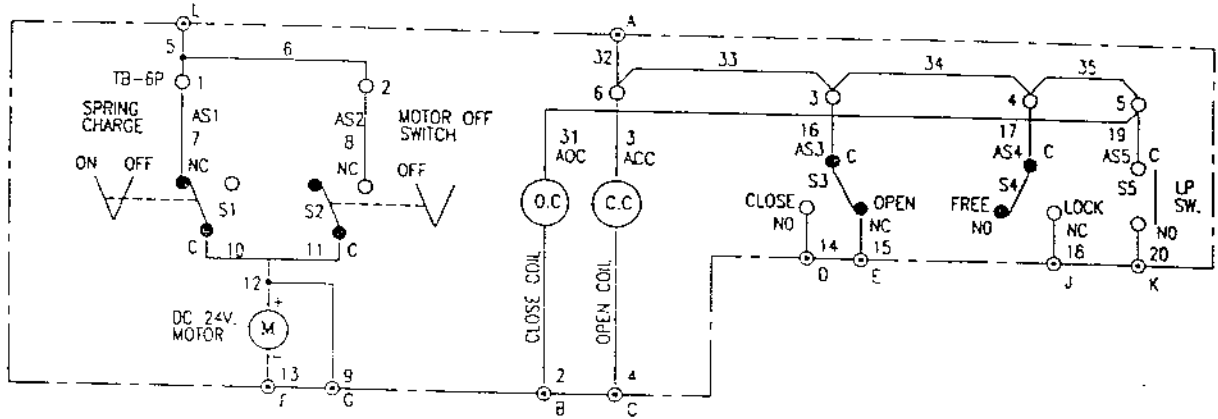 L
A
5
6
32
33
34
35
TB-6P
1
2
6
3
4
5
SPRING
CHARGE
AS1
7
AS2
8
MOTOR OFF
SWITCH
31
AOC
3
ACC
16
AS3
C
17
AS4
C
19
AS5
C
ON
OFF
NC
NC
OFF
S1
S2
O.C
C.C
S3
S4
S5
LP
SW.
CLOSE
NO
OPEN
NC
FREE
NO
LOCK
NC
NO
C
10
11
C
14
15
18
20
D
E
J
K
12
CLOSE COIL
OPEN COIL
DC 24V.
MOTOR
+
M
-
13
9
2
4
F
G
B
C